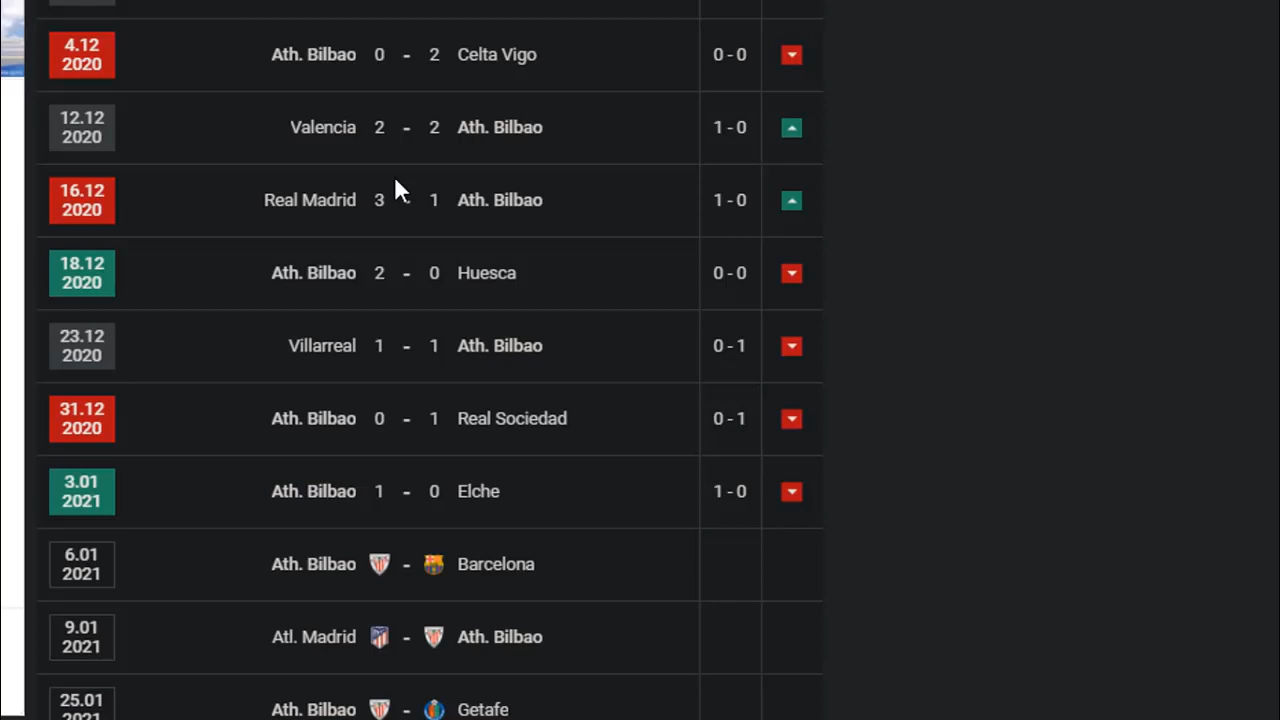 4.12
2020
Ath. Bilbao 0 - 2 Celta Vigo 0 - 0
12.12
2020
Valencia 2 - 2 Ath. Bilbao 1 - 0
16.12
2020
Real Madrid 3 - 1 Ath. Bilbao 1 - 0
18.12
2020
Ath. Bilbao 2 - 0 Huesca 0 - 0
23.12
2020
Villarreal 1 - 1 Ath. Bilbao 0 - 1
31.12
2020
Ath. Bilbao 0 - 1 Real Sociedad 0 - 1
3.01
2021
Ath. Bilbao 1 - 0 Elche 1 - 0
6.01
2021
Ath. Bilbao - Barcelona
9.01
2021
Atl. Madrid - Ath. Bilbao
25.01
2021
Ath. Bilbao - Getafe